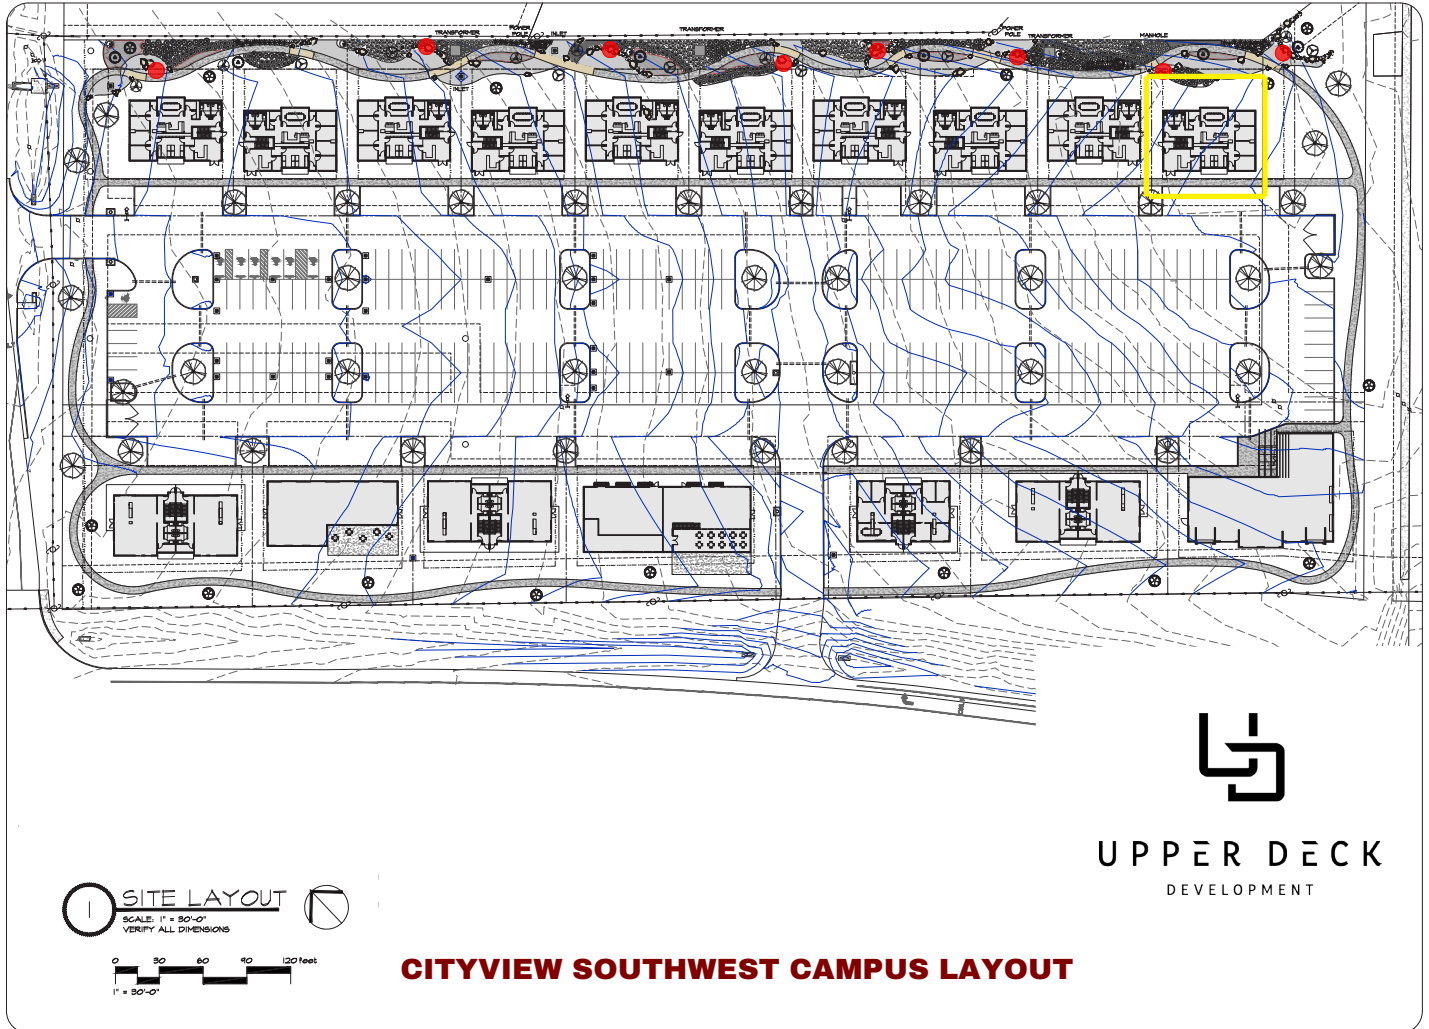 TRANSFORMER
POWER POLE
INLET
TRANSFORMER
POWER POLE
TRANSFORMER
MANHOLE
INLET
UPPER DECK
DEVELOPMENT
1
SITE LAYOUT
SCALE: 1" = 30'-0"
VERIFY ALL DIMENSIONS
0 30 60 90 120 feet
1" = 30'-0"
CITYVIEW SOUTHWEST CAMPUS LAYOUT